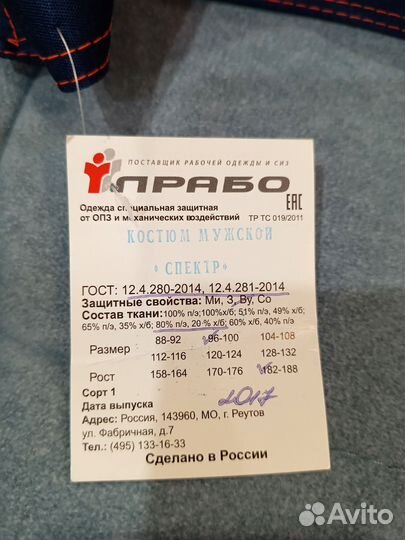 ПОСТАВЩИК РАБОЧЕЙ ОДЕЖДЫ И СИЗ
ПРАБО
Одежда специальная защитная
от ОПЗ и механических воздействий
EAC
ТР ТС 019/2011
КОСТЮМ МУЖСКОЙ
«СПЕКТР»
ГОСТ: 12.4.280-2014, 12.4.281-2014
Защитные свойства: Ми, З, Ву, Со
Состав ткани: 100% п/э; 100%х/б; 51% п/э, 49% х/б;
65% п/э, 35% х/б; 80% п/э, 20 % х/б; 60% х/б, 40% п/э
Размер 88-92 96-100 104-108
112-116 120-124 128-132
Рост 158-164 170-176 182-188
Сорт 1
Дата выпуска 2017
Адрес: Россия, 143960, МО, г. Реутов
ул. Фабричная, д.7
Тел.: (495) 133-16-33
Сделано в России
Avito